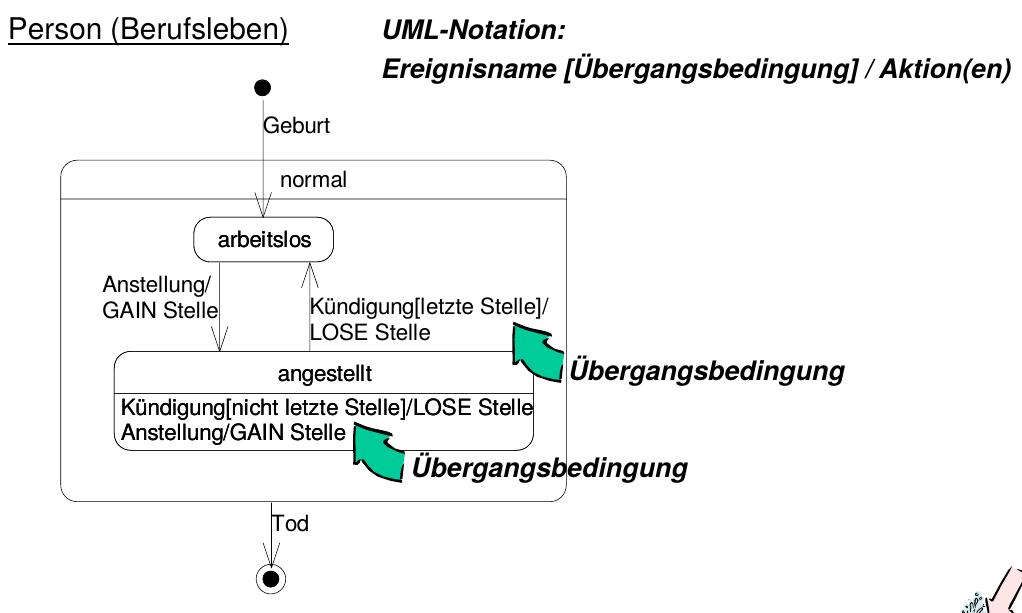 Person (Berufsleben)
UML-Notation:
Ereignisname [Übergangsbedingung] / Aktion(en)
Geburt
normal
arbeitslos
Anstellung/
GAIN Stelle
Kündigung[letzte Stelle]/
LOSE Stelle
Übergangsbedingung
angestellt
Kündigung[nicht letzte Stelle]/LOSE Stelle
Anstellung/GAIN Stelle
Übergangsbedingung
Tod